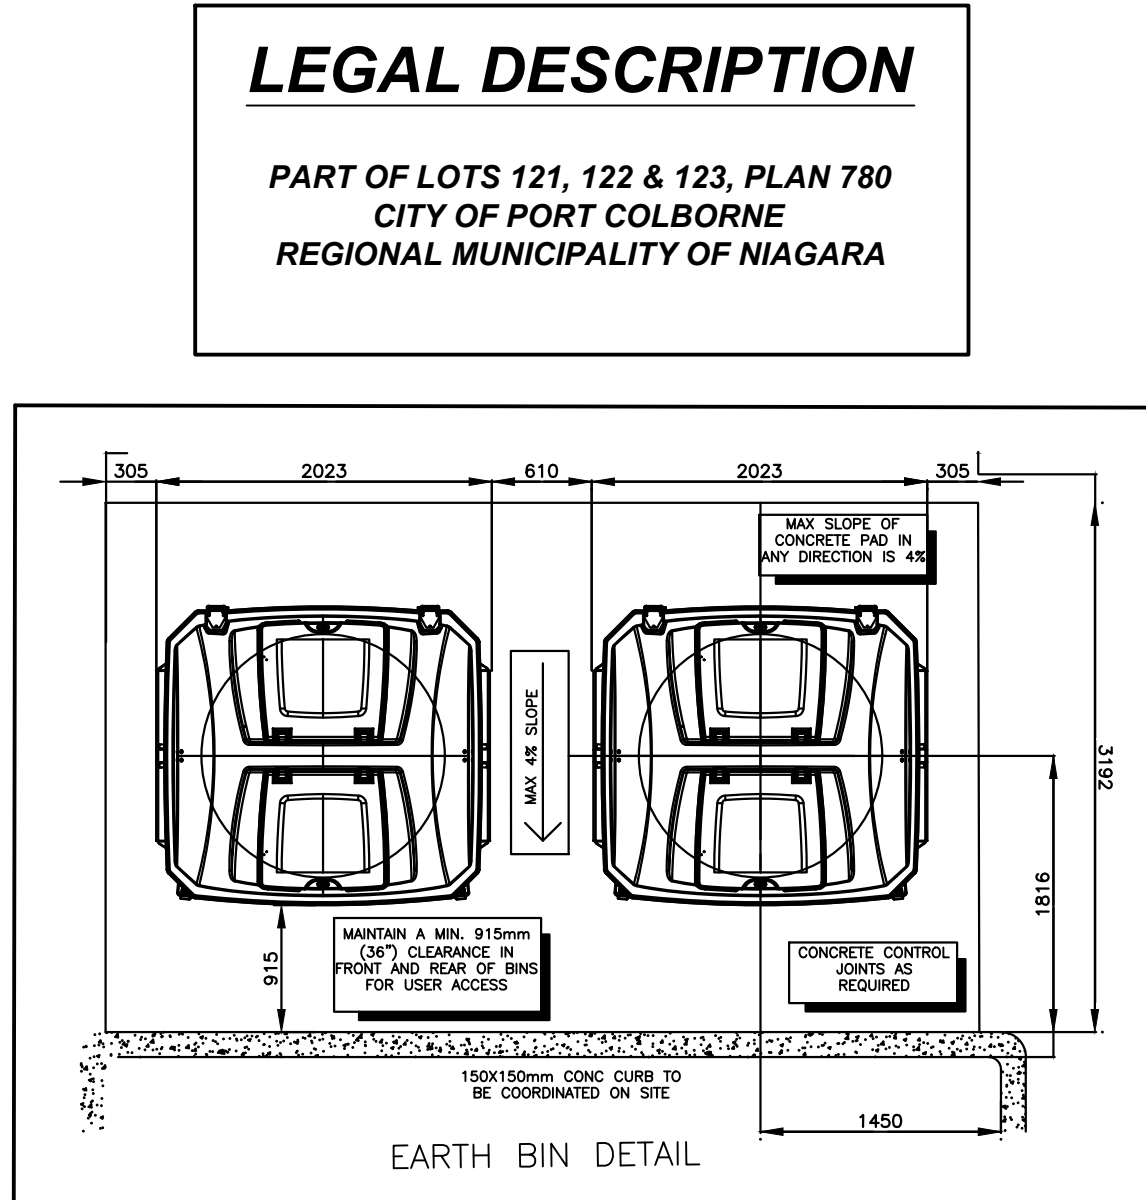 LEGAL DESCRIPTION
PART OF LOTS 121, 122 & 123, PLAN 780
CITY OF PORT COLBORNE
REGIONAL MUNICIPALITY OF NIAGARA
305
2023
610
2023
305
MAX SLOPE OF
CONCRETE PAD IN
ANY DIRECTION IS 4%
MAX 4% SLOPE
3192
1816
915
MAINTAIN A MIN. 915mm
(36") CLEARANCE IN
FRONT AND REAR OF BINS
FOR USER ACCESS
CONCRETE CONTROL
JOINTS AS
REQUIRED
150X150mm CONC CURB TO
BE COORDINATED ON SITE
1450
EARTH BIN DETAIL